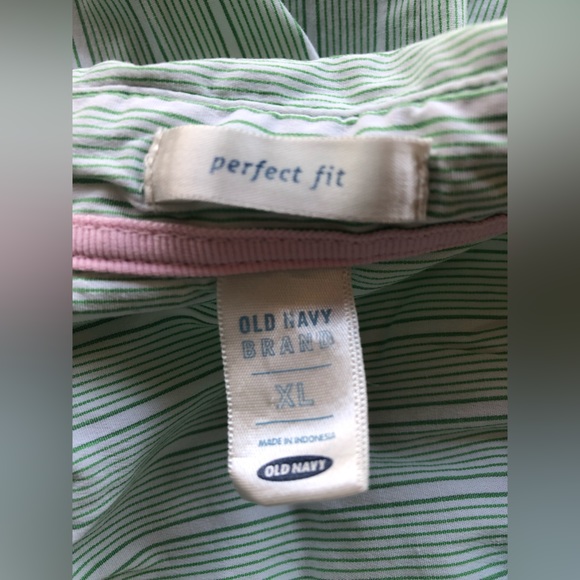 perfect fit
OLD NAVY
BRAND
XL
MADE IN INDONESIA
OLD NAVY